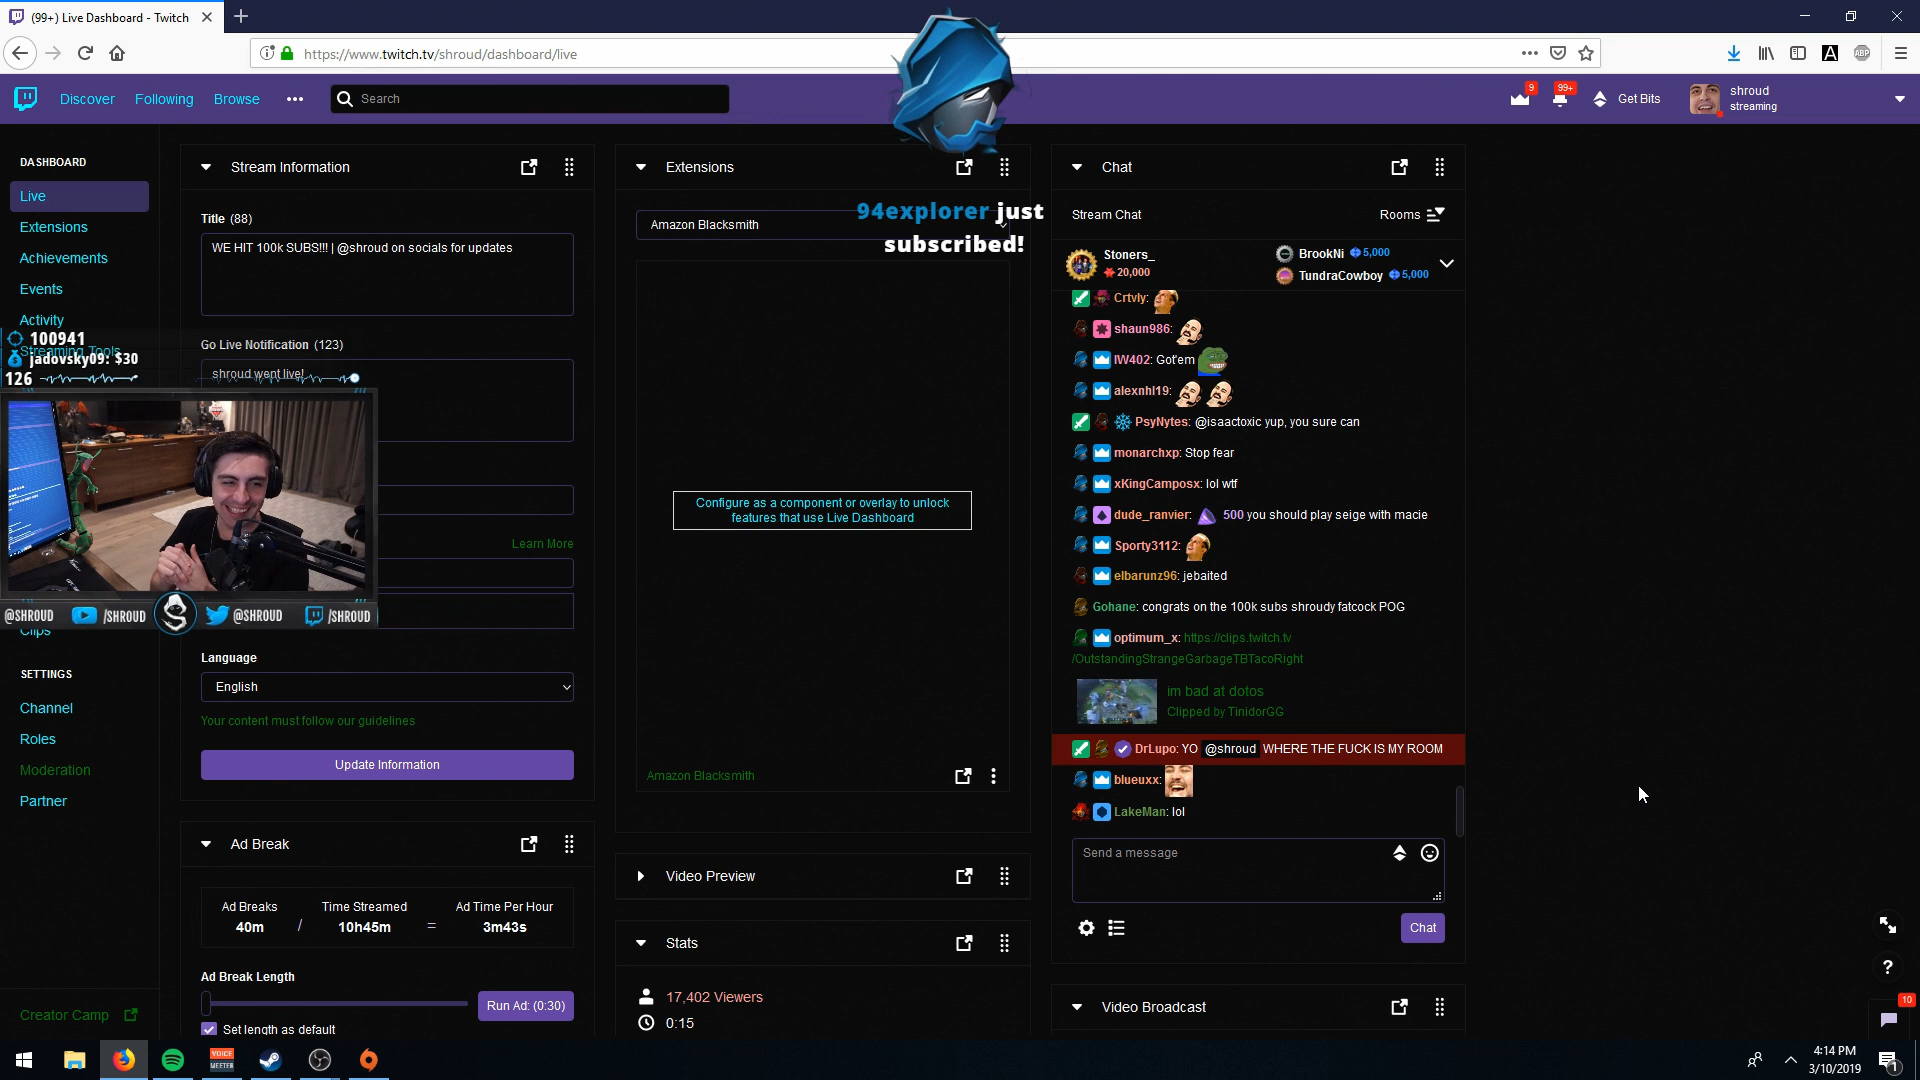 (99+) Live Dashboard - Twitch
https://www.twitch.tv/shroud/dashboard/live
ABP
Discover
Following
Browse
Search
9
99+
Get Bits
shroud
streaming
DASHBOARD
Live
Extensions
Achievements
Events
Activity
Streaming Tools
100941
jadovsky09: $30
126
@SHROUD
/SHROUD
@SHROUD
/SHROUD
Clips
SETTINGS
Channel
Roles
Moderation
Partner
Creator Camp
Stream Information
Title (88)
WE HIT 100k SUBS!!! | @shroud on socials for updates
Go Live Notification (123)
shroud went live!
Learn More
Language
English
Your content must follow our guidelines
Update Information
Ad Break
Ad Breaks
40m
/
Time Streamed
10h45m
=
Ad Time Per Hour
3m43s
Ad Break Length
Run Ad: (0:30)
Set length as default
Extensions
94explorer just
subscribed!
Amazon Blacksmith
Configure as a component or overlay to unlock
features that use Live Dashboard
Amazon Blacksmith
Video Preview
Stats
17,402 Viewers
0:15
Chat
Stream Chat
Rooms
Stoners_
20,000
BrookNi 5,000
TundraCowboy 5,000
Crtvly:
shaun986:
IW402: Got'em
alexnhl19:
PsyNytes: @isaactoxic yup, you sure can
monarchxp: Stop fear
xKingCamposx: lol wtf
dude_ranvier: 500 you should play seige with macie
Sporty3112:
elbarunz96: jebaited
Gohane: congrats on the 100k subs shroudy fatcock POG
optimum_x: https://clips.twitch.tv
/OutstandingStrangeGarbageTBTacoRight
im bad at dotos
Clipped by TinidorGG
DrLupo: YO @shroud WHERE THE FUCK IS MY ROOM
blueuxx:
LakeMan: lol
Send a message
Chat
Video Broadcast
?
10
VOICE
MEETER
4:14 PM
3/10/2019
1